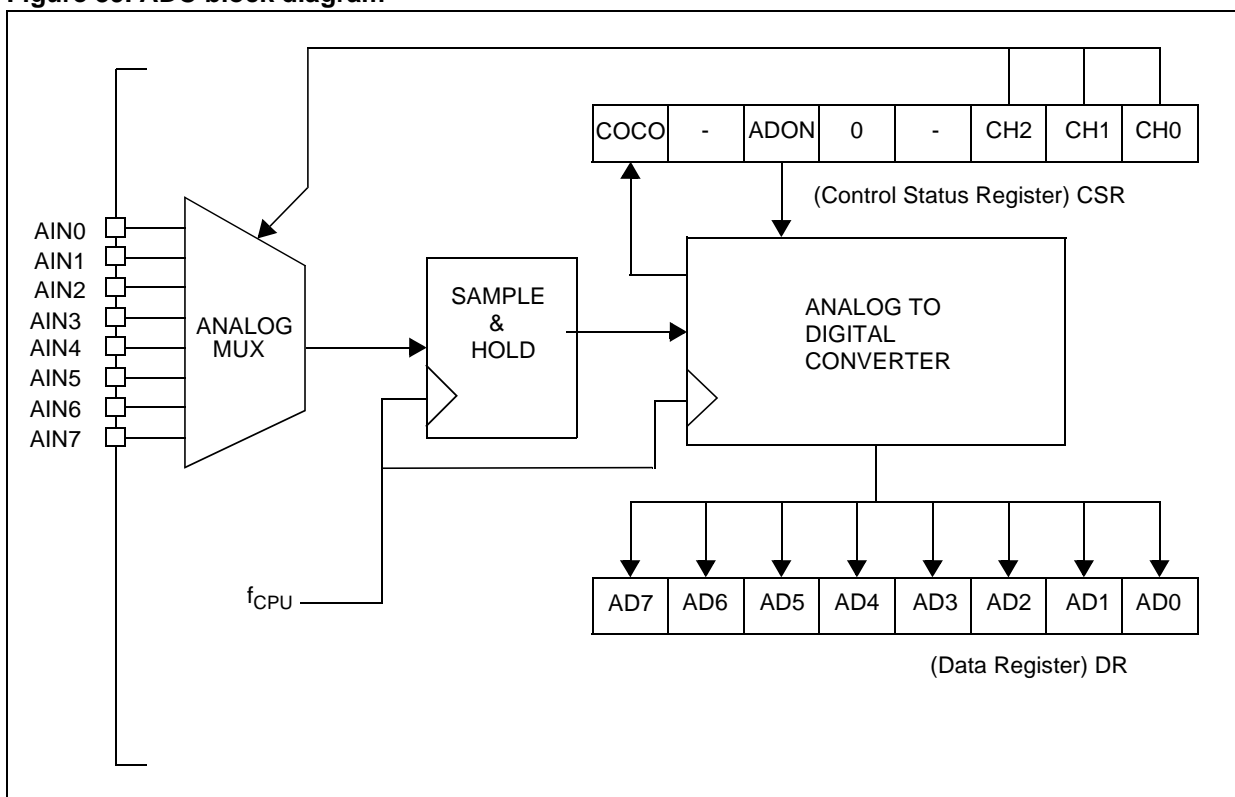 COCO - ADON 0 - CH2 CH1 CH0
(Control Status Register) CSR
AIN0
AIN1
AIN2
AIN3
AIN4
AIN5
AIN6
AIN7
ANALOG
MUX
SAMPLE
&
HOLD
ANALOG TO
DIGITAL
CONVERTER
fCPU
AD7 AD6 AD5 AD4 AD3 AD2 AD1 AD0
(Data Register) DR